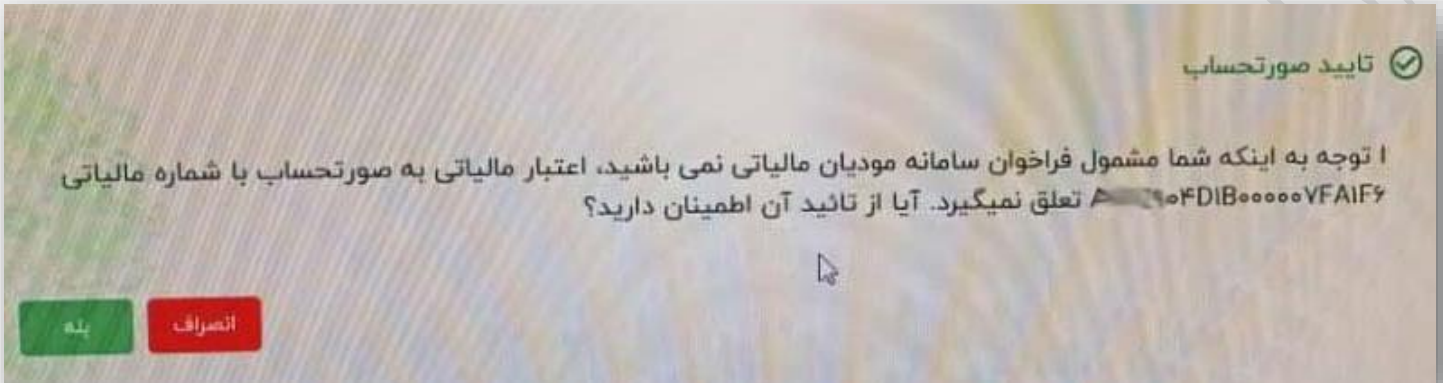 تایید صورتحساب
ا توجه به اینکه شما مشمول فراخوان سامانه مودیان مالیاتی نمی باشید، اعتبار مالیاتی به صورتحساب با شماره مالیاتی
۹۰۴D۱B۰۰۰۰۰۷FA۱F۶ تعلق نمیگیرد. آیا از تائید آن اطمینان دارید؟
انصراف
بله